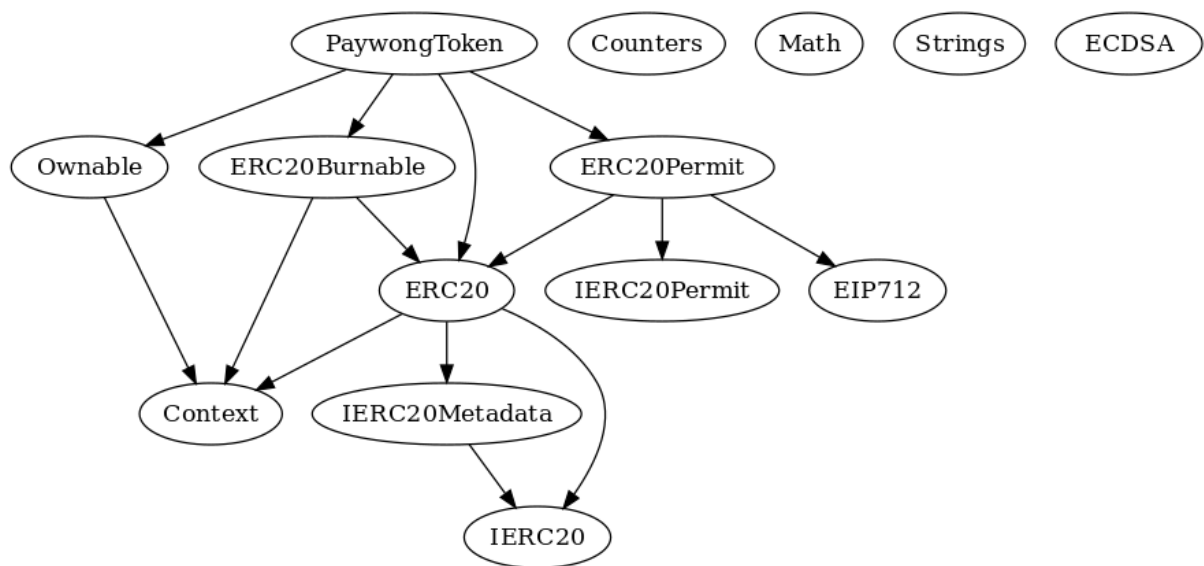 PaywongToken Counters Math Strings ECDSA
Ownable ERC20Burnable ERC20Permit
ERC20 IERC20Permit EIP712
Context IERC20Metadata
IERC20